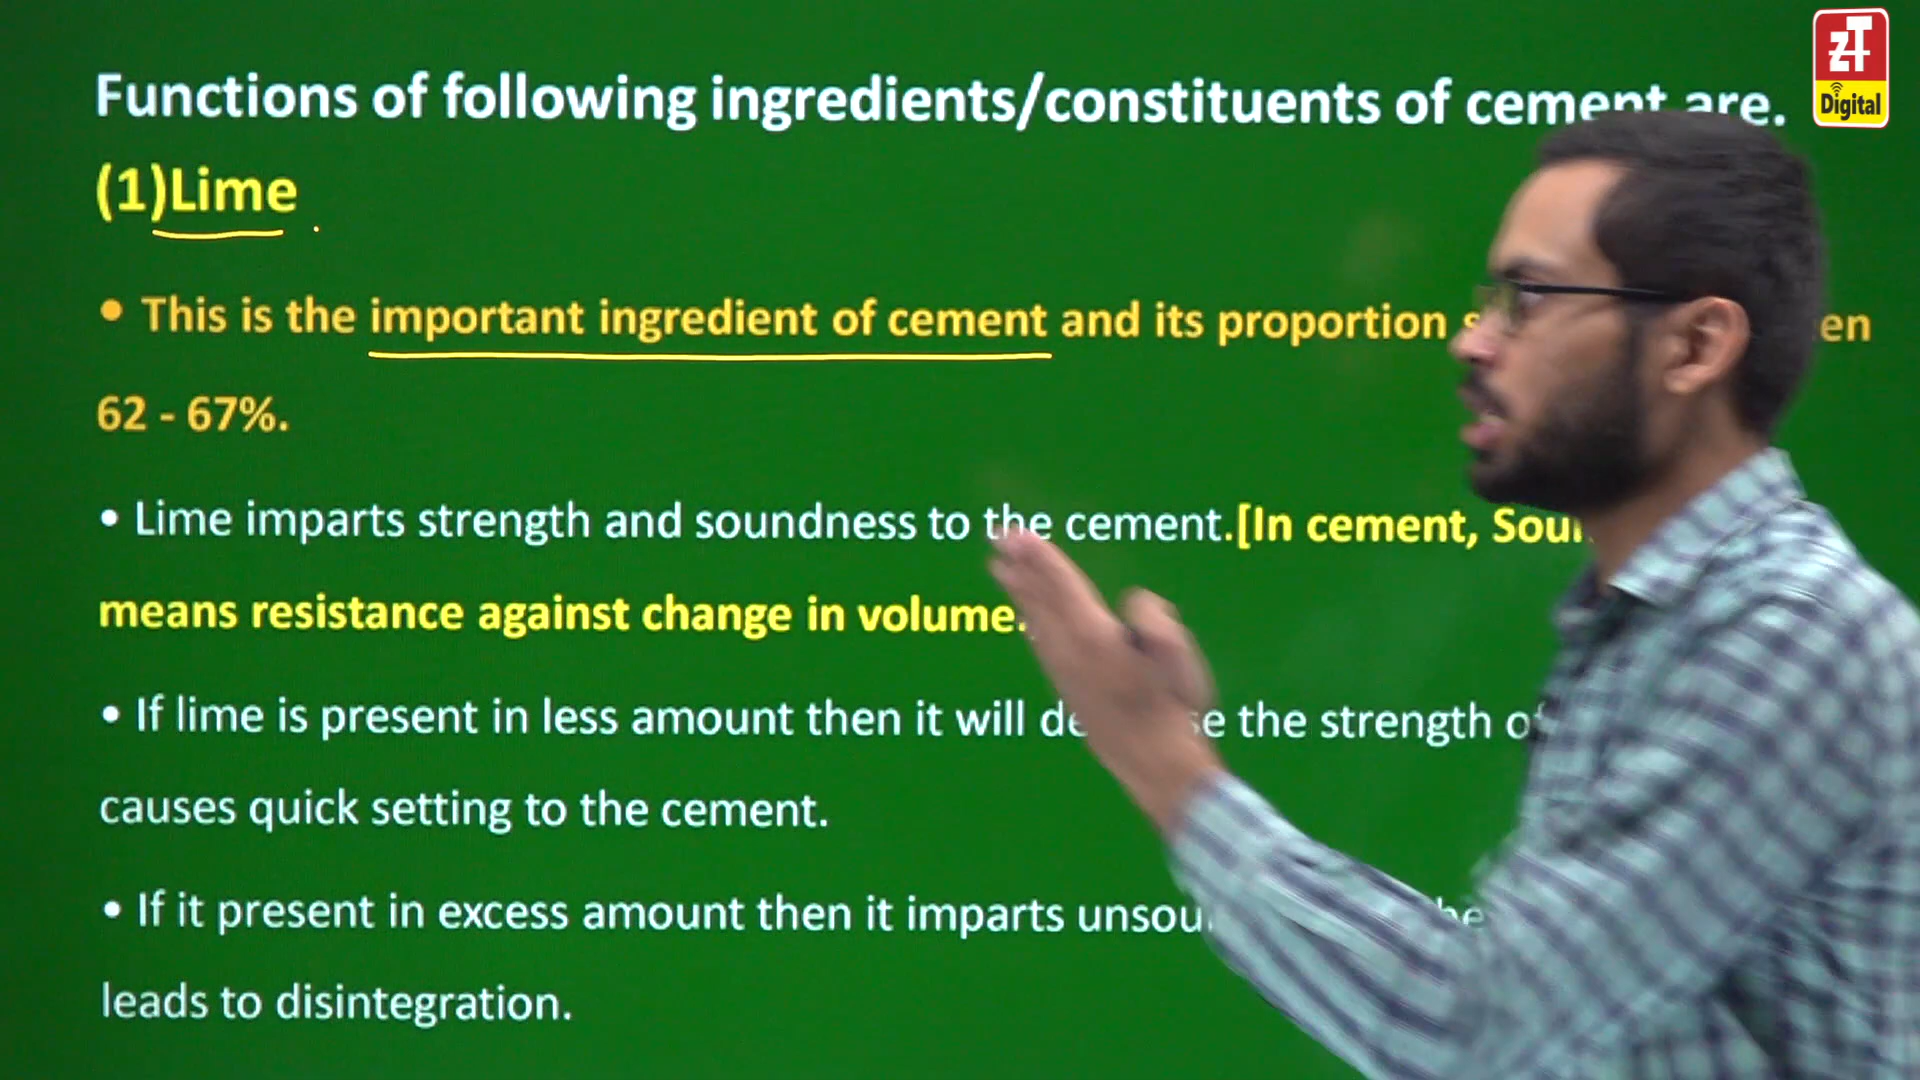 ZT
Digital
Functions of following ingredients/constituents of cement are.
(1)Lime
• This is the important ingredient of cement and its proportion
62 - 67%.
• Lime imparts strength and soundness to the cement.[In cement,
means resistance against change in volume.
• If lime is present in less amount then it will the strength
causes quick setting to the cement.
• If it present in excess amount then it imparts
leads to disintegration.